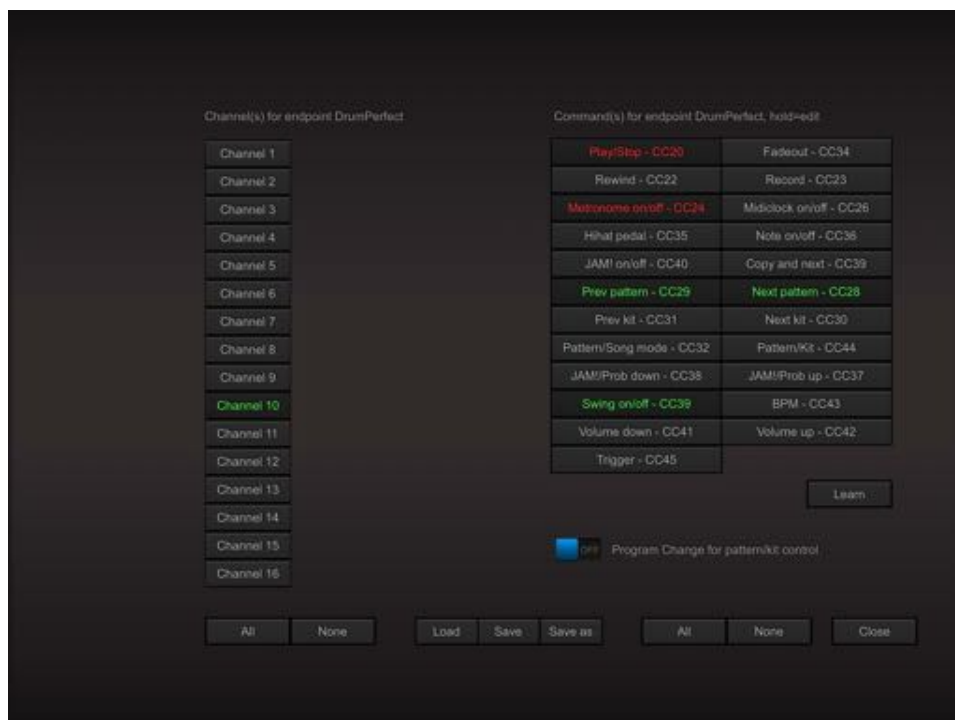 Channel(s) for endpoint DrumPerfect
Command(s) for endpoint DrumPerfect, hold=edit
Channel 1
Channel 2
Channel 3
Channel 4
Channel 5
Channel 6
Channel 7
Channel 8
Channel 9
Channel 10
Channel 11
Channel 12
Channel 13
Channel 14
Channel 15
Channel 16
Play/Stop - CC20
Fadeout - CC34
Rewind - CC22
Record - CC23
Metronome on/off - CC24
Midiclock on/off - CC26
Hihat pedal - CC35
Note on/off - CC36
JAM! on/off - CC40
Copy and next - CC39
Prev pattern - CC29
Next pattern - CC28
Prev kit - CC31
Next kit - CC30
Pattern/Song mode - CC32
Pattern/Kit - CC44
JAM!/Prob down - CC38
JAM!/Prob up - CC37
Swing on/off - CC39
BPM - CC43
Volume down - CC41
Volume up - CC42
Trigger - CC45
Learn
OFF
Program Change for pattern/kit control
All
None
Load
Save
Save as
All
None
Close